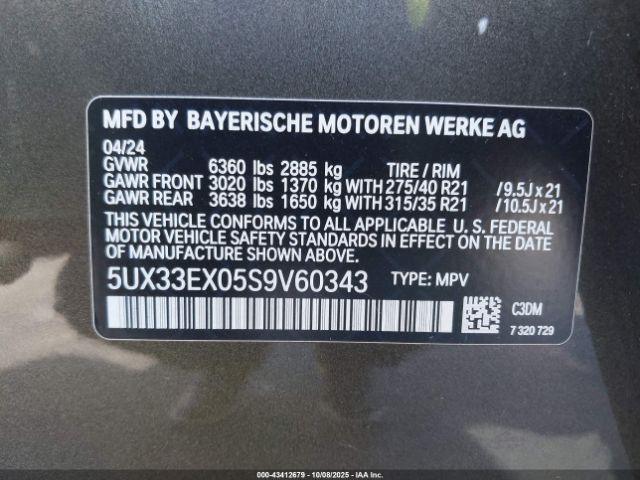 MFD BY BAYERISCHE MOTOREN WERKE AG
04/24
GVWR 6360 lbs 2885 kg TIRE / RIM
GAWR FRONT 3020 lbs 1370 kg WITH 275/40 R21 /9.5J x 21
GAWR REAR 3638 lbs 1650 kg WITH 315/35 R21 /10.5J x 21
THIS VEHICLE CONFORMS TO ALL APPLICABLE U. S. FEDERAL
MOTOR VEHICLE SAFETY STANDARDS IN EFFECT ON THE DATE
OF MANUFACTURE SHOWN ABOVE.
5UX33EX05S9V60343 TYPE: MPV
C3DM
7 320 729
000-43412679 - 10/08/2025 - Copyright © IAA, Inc.